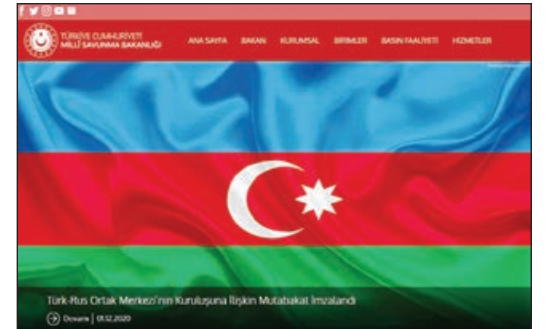 TÜRKİYE CUMHURİYETİ
MİLLÎ SAVUNMA BAKANLIĞI
ANA SAYFA BAKAN KURUMSAL BİRİMLER BASIN FAALİYETİ HİZMETLER
Türk-Rus Ortak Merkezi'nin Kuruluşuna İlişkin Mutabakat İmzalandı
Devamı | 01.12.2020